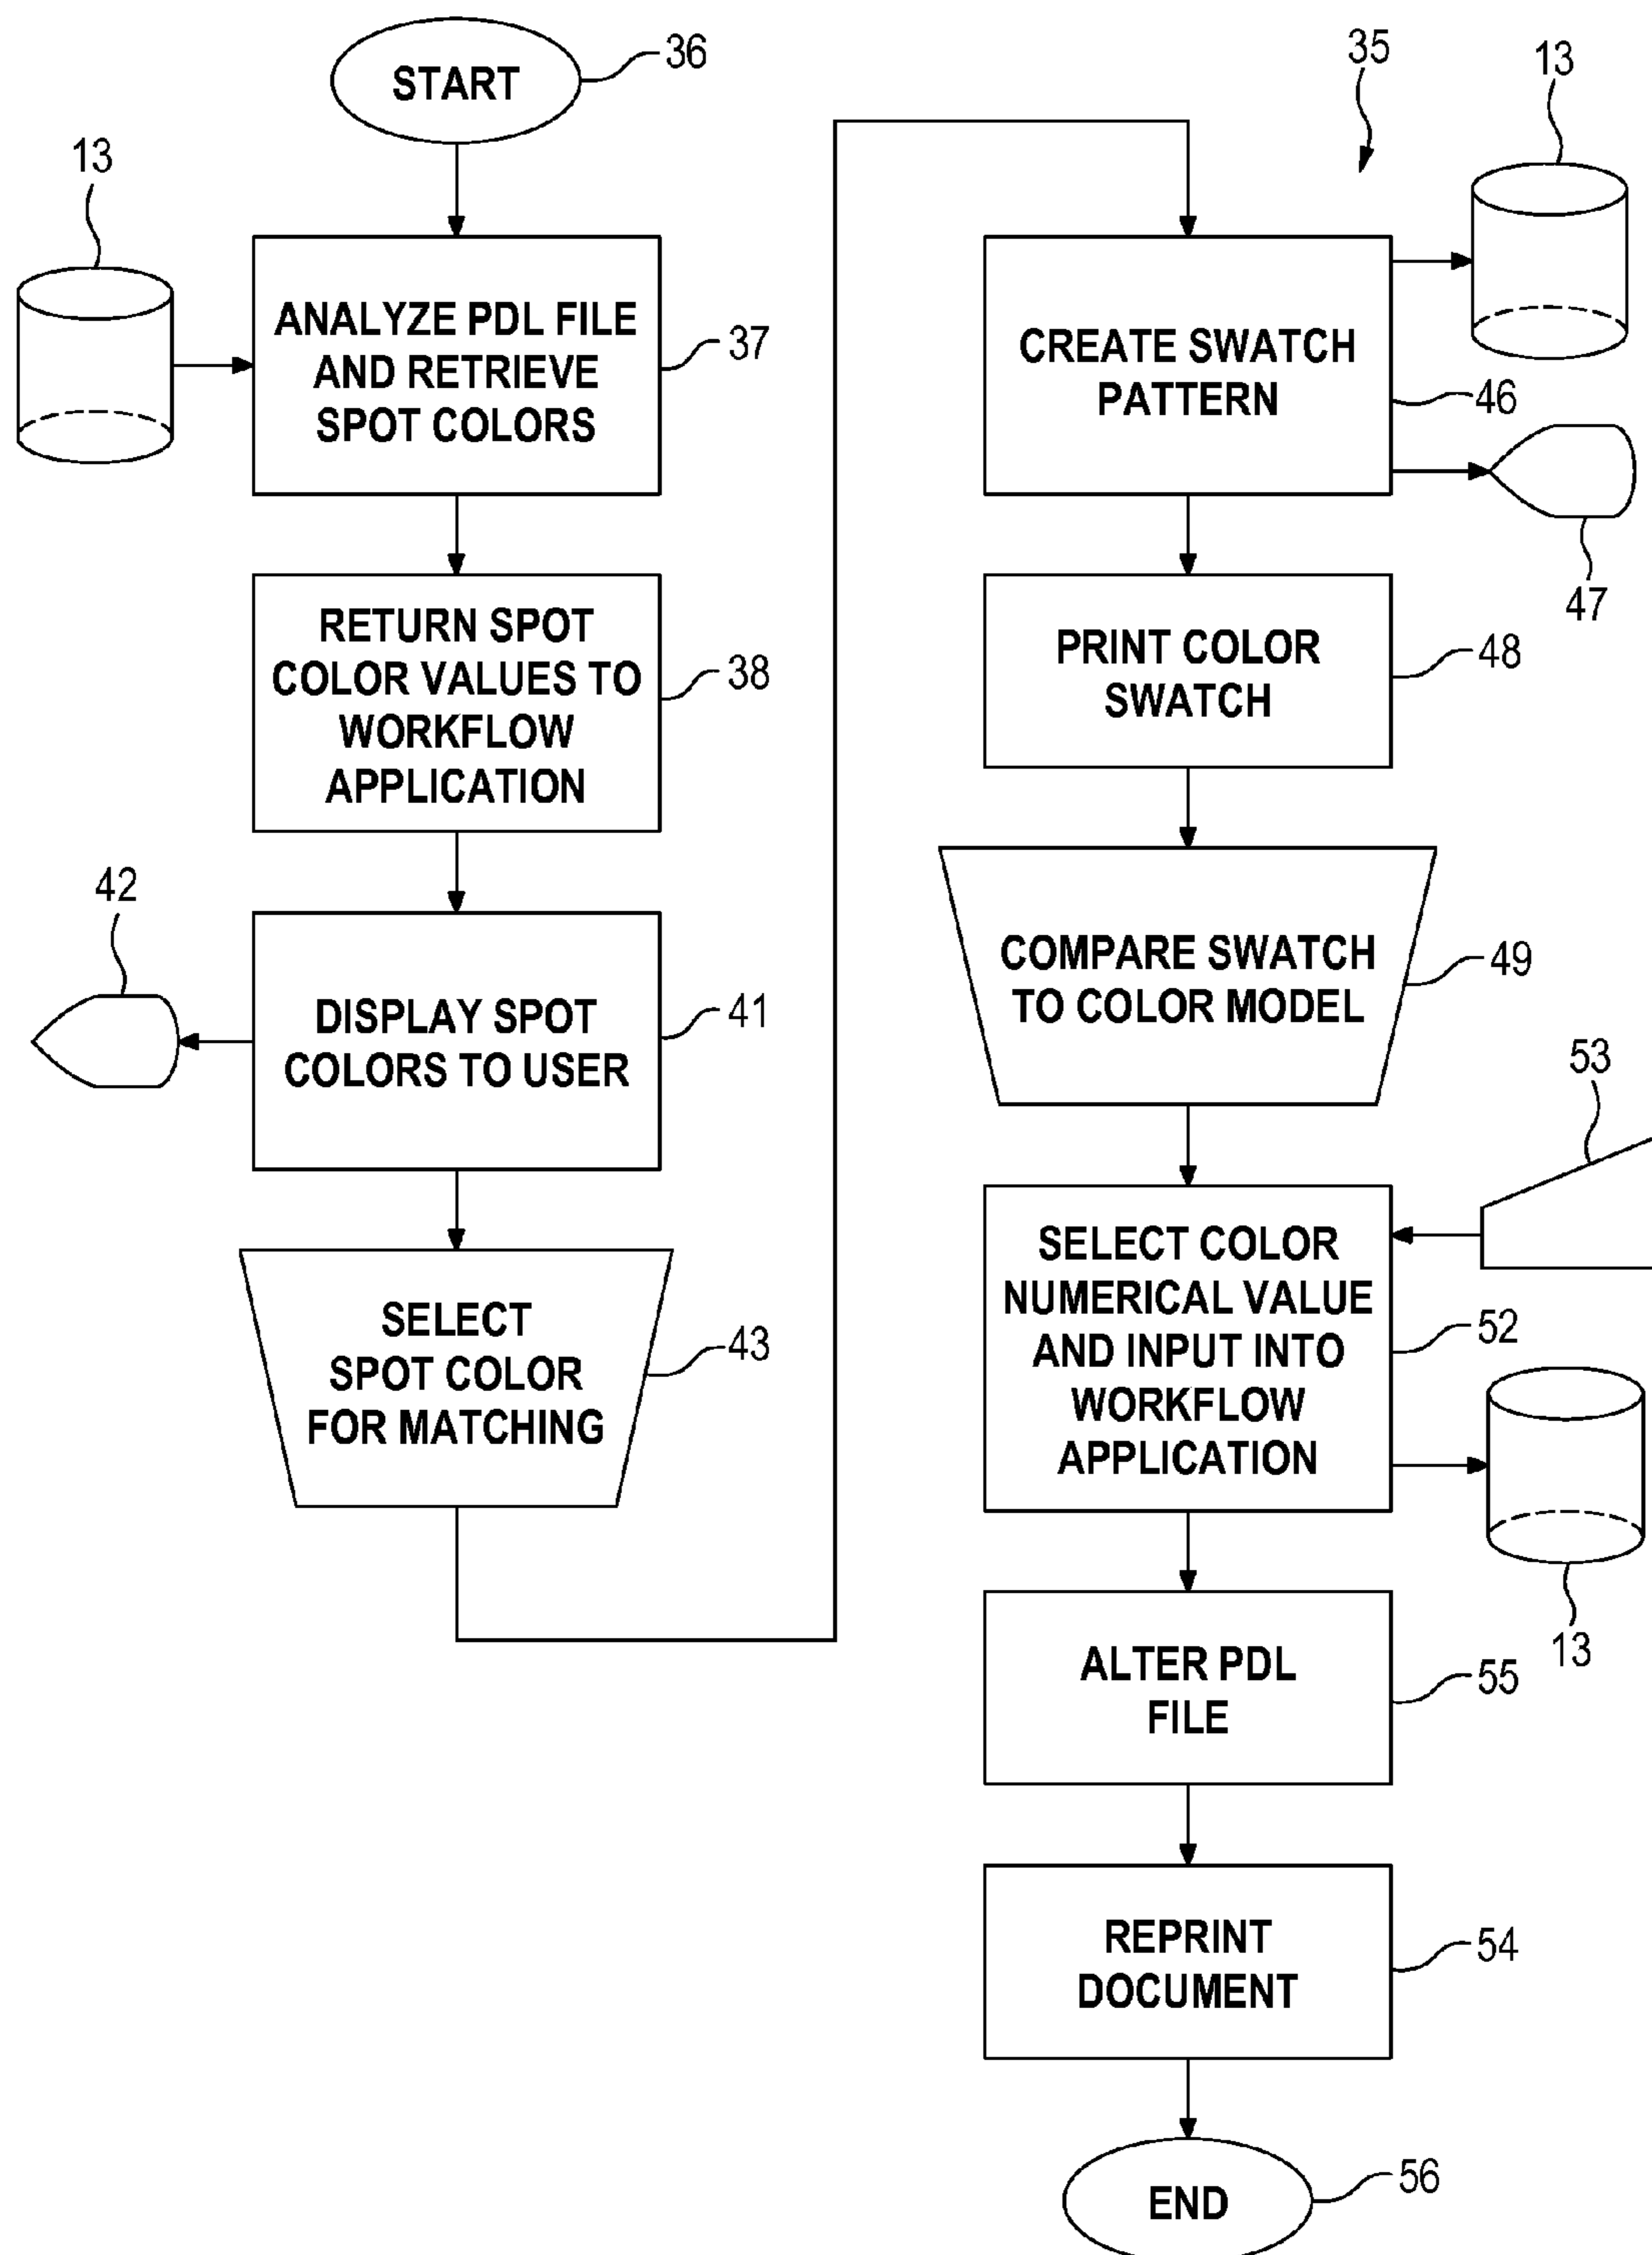 START
36
13
ANALYZE PDL FILE
AND RETRIEVE
SPOT COLORS
37
RETURN SPOT
COLOR VALUES TO
WORKFLOW
APPLICATION
38
42
DISPLAY SPOT
COLORS TO USER
41
SELECT
SPOT COLOR
FOR MATCHING
43
35
13
CREATE SWATCH
PATTERN
46
47
PRINT COLOR
SWATCH
48
COMPARE SWATCH
TO COLOR MODEL
49
53
SELECT COLOR
NUMERICAL VALUE
AND INPUT INTO
WORKFLOW
APPLICATION
52
13
ALTER PDL
FILE
55
REPRINT
DOCUMENT
54
END
56